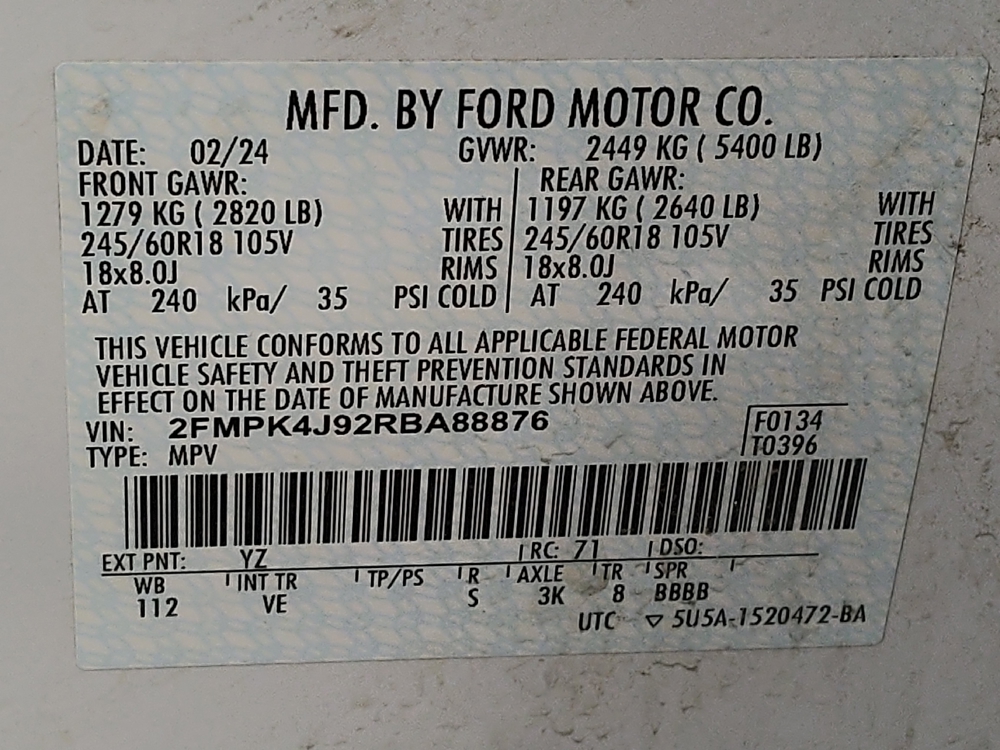 MFD. BY FORD MOTOR CO.
DATE: 02/24 GVWR: 2449 KG ( 5400 LB)
FRONT GAWR: REAR GAWR:
1279 KG ( 2820 LB) WITH 1197 KG ( 2640 LB) WITH
245/60R18 105V TIRES 245/60R18 105V TIRES
18x8.0J RIMS 18x8.0J RIMS
AT 240 kPa/ 35 PSI COLD AT 240 kPa/ 35 PSI COLD
THIS VEHICLE CONFORMS TO ALL APPLICABLE FEDERAL MOTOR
VEHICLE SAFETY AND THEFT PREVENTION STANDARDS IN
EFFECT ON THE DATE OF MANUFACTURE SHOWN ABOVE.
VIN: 2FMPK4J92RBA88876 F0134
TYPE: MPV T0396
EXT PNT: YZ RC: 71 DSO:
WB INT TR TP/PS R AXLE TR SPR
112 VE S 3K 8 BBBB
UTC ▽ 5U5A-1520472-BA